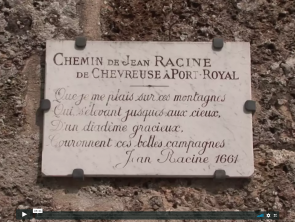 CHEMIN DE JEAN RACINE
DE CHEVREUSE À PORT-ROYAL
Que je me plais sur ces montagnes
Qui s'élevant jusques aux cieux,
D'un diadème gracieux,
Couronnent ces belles campagnes
Jean Racine 1661